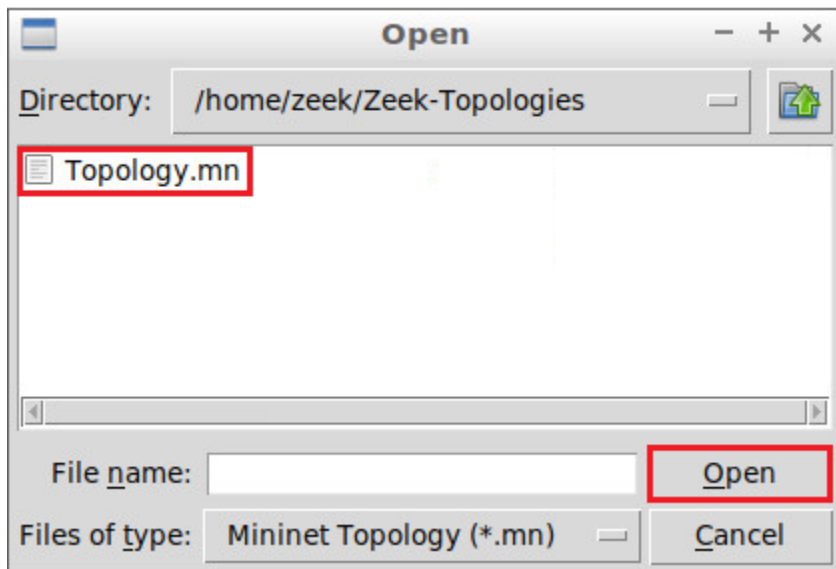 Open
Directory: /home/zeek/Zeek-Topologies
Topology.mn
File name: Open
Files of type: Mininet Topology (*.mn) Cancel